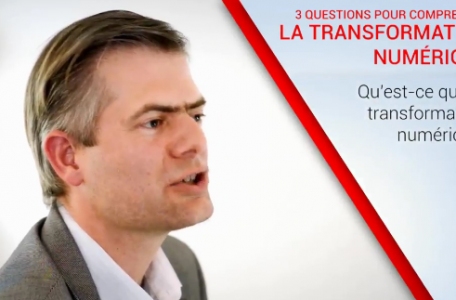 3 QUESTIONS POUR COMPRE
LA TRANSFORMAT
NUMÉRIC
Qu'est-ce qu
transforma
numéric